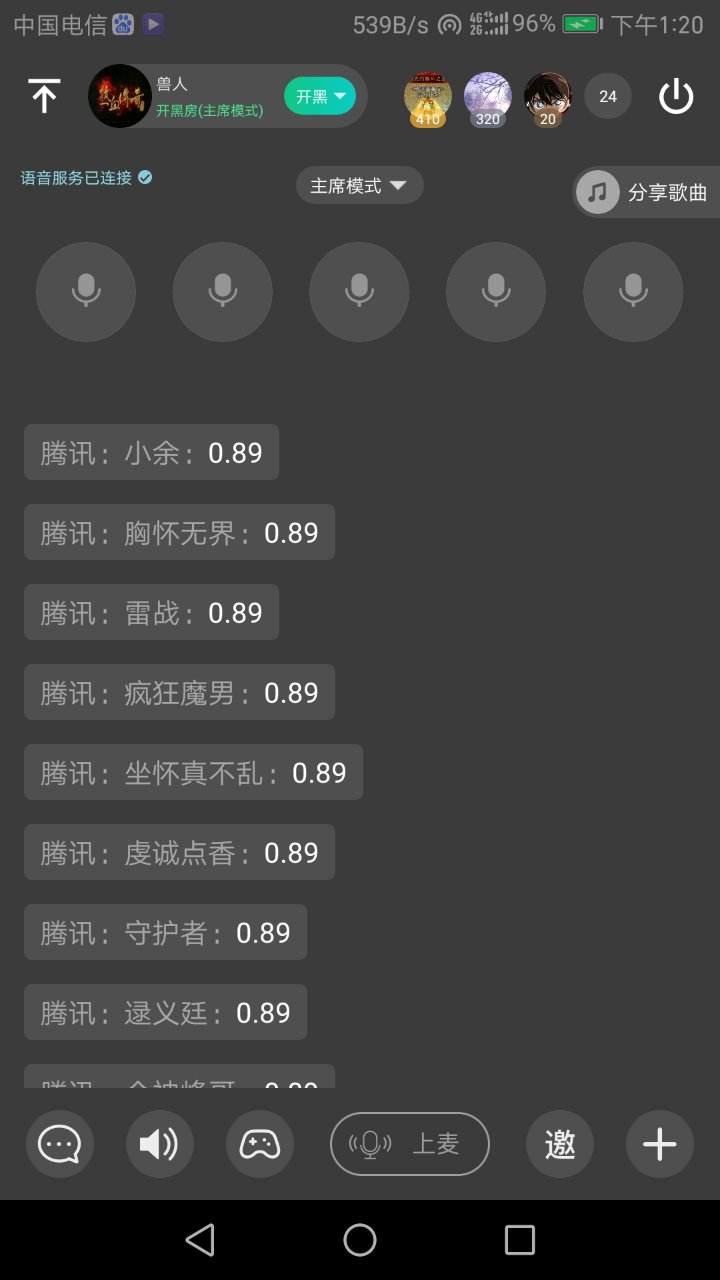 中国电信 539B/s 4G 2G 96% 下午1:20
兽人
开黑房(主席模式)
开黑
410 320 20 24
语音服务已连接 主席模式 分享歌曲
腾讯：小余：0.89
腾讯：胸怀无界：0.89
腾讯：雷战：0.89
腾讯：疯狂魔男：0.89
腾讯：坐怀真不乱：0.89
腾讯：虔诚点香：0.89
腾讯：守护者：0.89
腾讯：逯义廷：0.89
上麦 邀